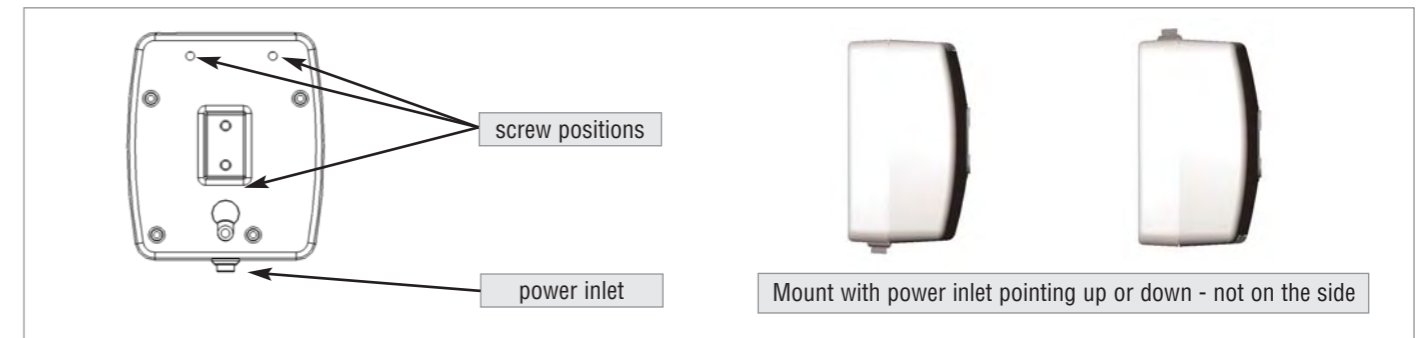 screw positions
power inlet
Mount with power inlet pointing up or down - not on the side